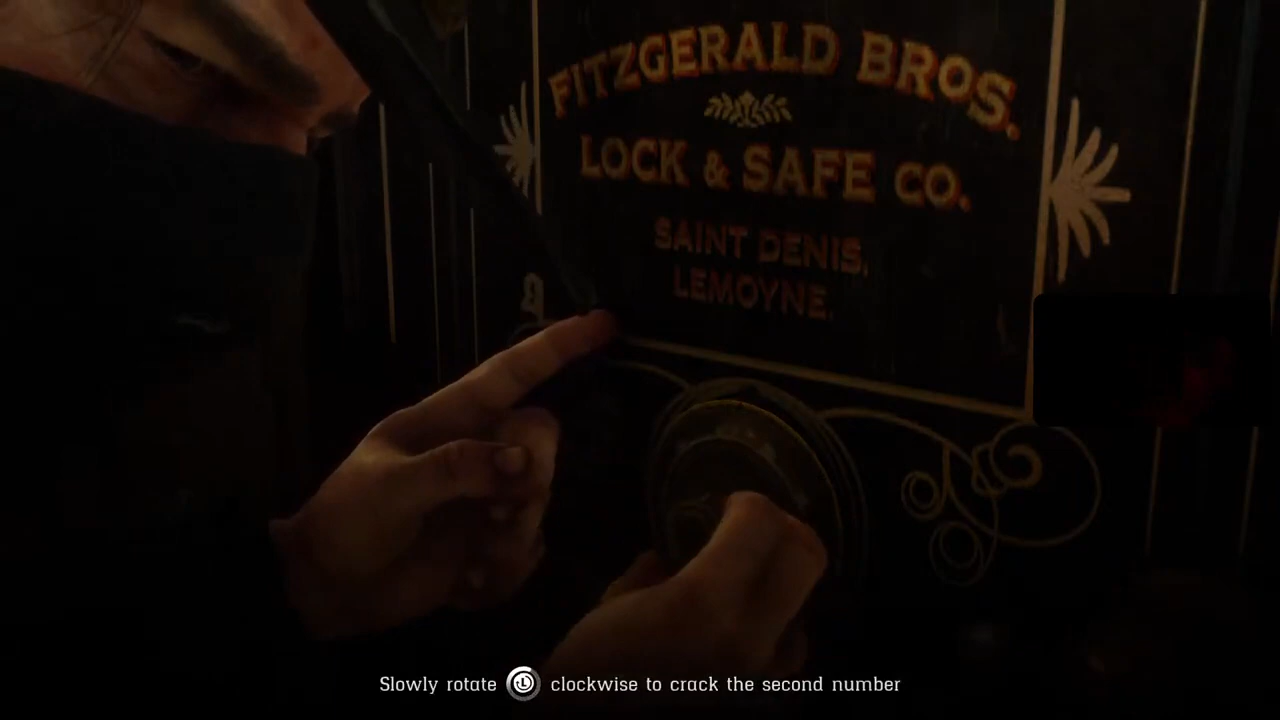 FITZGERALD BROS.
LOCK & SAFE CO.
SAINT DENIS,
LEMOYNE.
Slowly rotate L clockwise to crack the second number